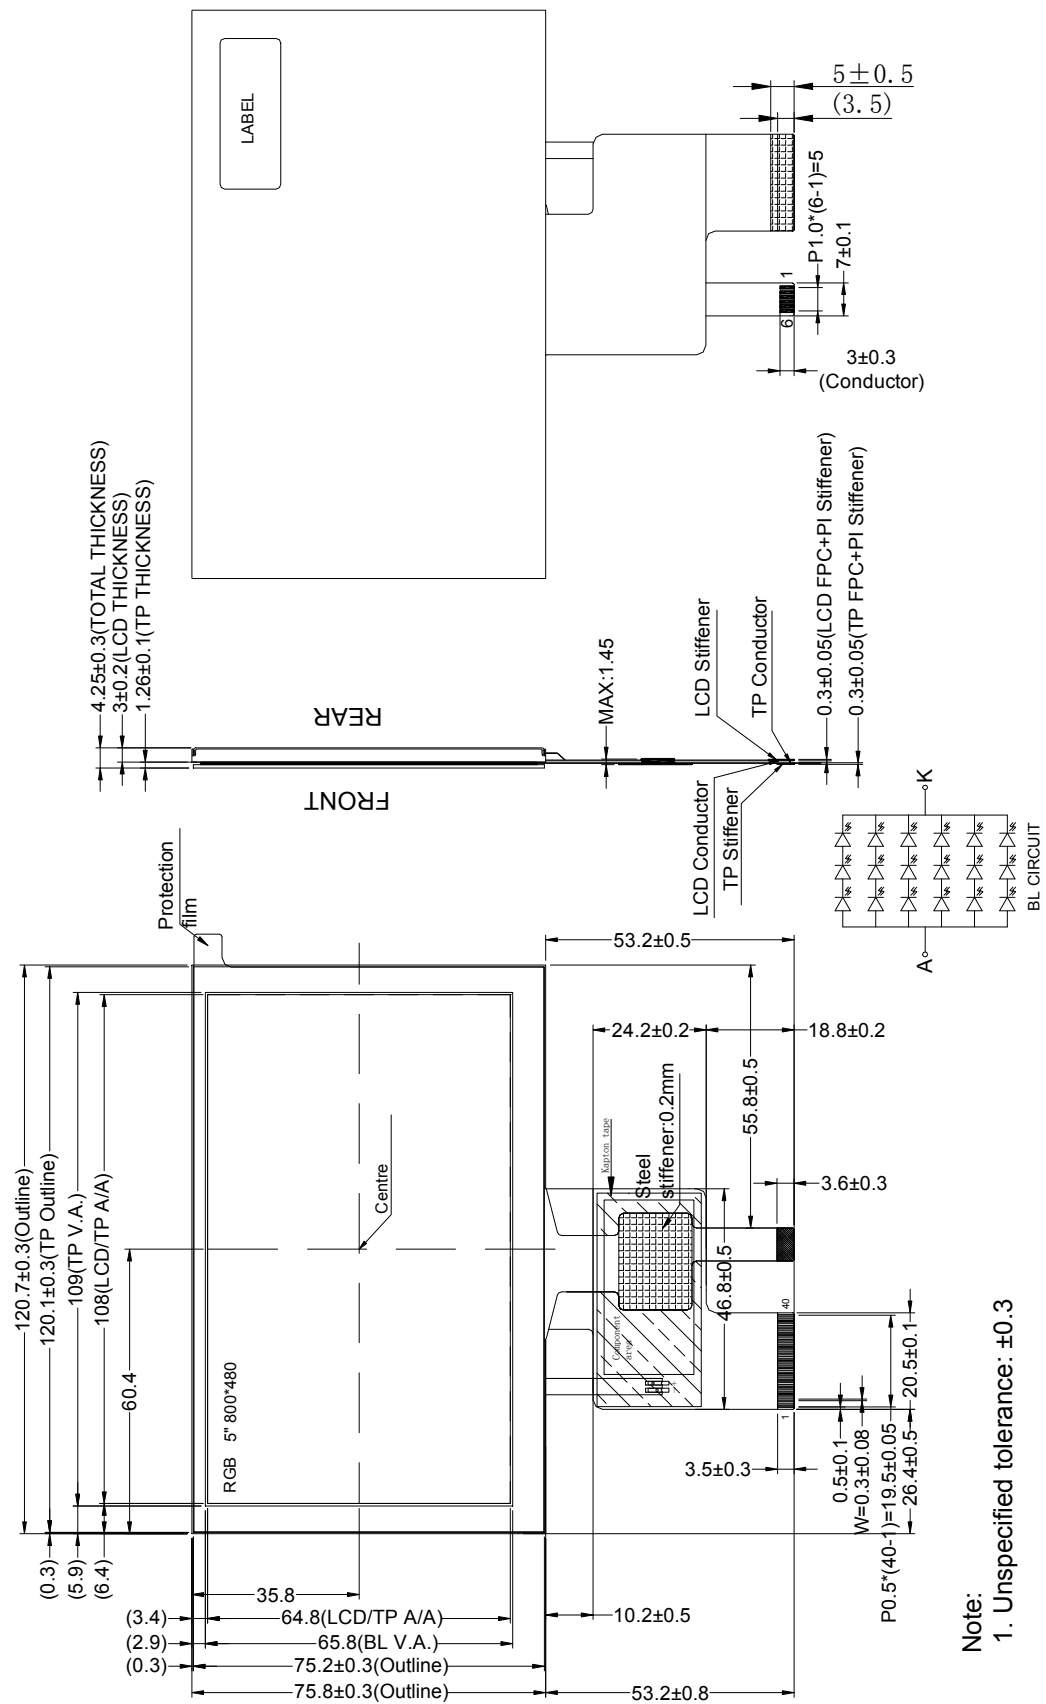 LABEL
5±0.5
(3.5)
P1.0*(6-1)=5
7±0.1
1
6
3±0.3
(Conductor)
4.25±0.3(TOTAL THICKNESS)
3±0.2(LCD THICKNESS)
1.26±0.1(TP THICKNESS)
REAR
FRONT
MAX:1.45
LCD Stiffener
TP Conductor
LCD Conductor
TP Stiffener
0.3±0.05(LCD FPC+PI Stiffener)
0.3±0.05(TP FPC+PI Stiffener)
A
K
BL CIRCUIT
Protection
film
120.7±0.3(Outline)
120.1±0.3(TP Outline)
109(TP V.A.)
108(LCD/TP A/A)
60.4
Centre
RGB 5" 800*480
(0.3)
(5.9)
(6.4)
35.8
(3.4)
64.8(LCD/TP A/A)
(2.9)
65.8(BL V.A.)
(0.3)
75.2±0.3(Outline)
75.8±0.3(Outline)
10.2±0.5
53.2±0.8
53.2±0.5
24.2±0.2
18.8±0.2
55.8±0.5
Kapton tape
Steel
stiffener:0.2mm
Component
area
46.8±0.5
3.6±0.3
40
1
3.5±0.3
0.5±0.1
W=0.3±0.08
P0.5*(40-1)=19.5±0.05
20.5±0.1
26.4±0.5
Note:
1. Unspecified tolerance: ±0.3